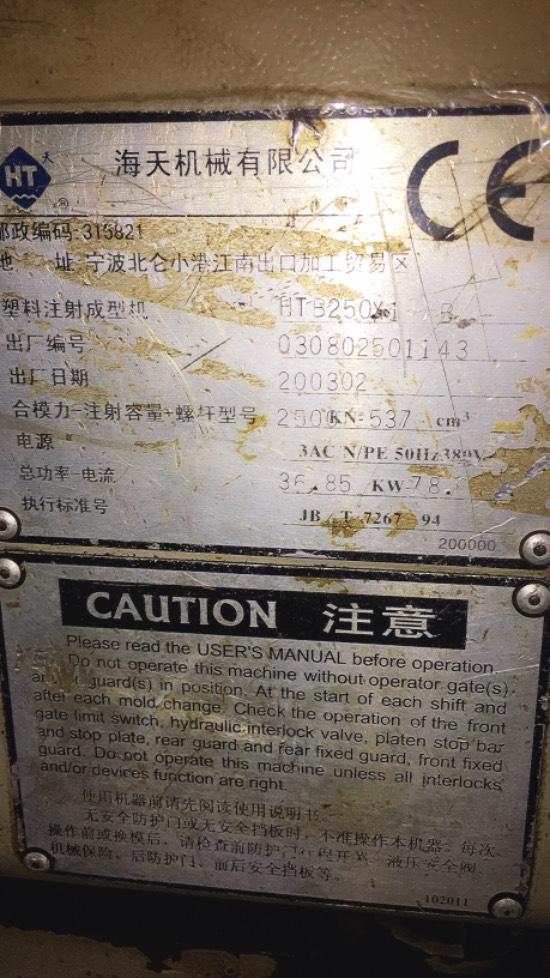 HT 天
®
海天机械有限公司 CE
邮政编码:315821
地 址:宁波北仑小港江南出口加工贸易区
塑料注射成型机 HTB250X1 B
出厂编号 030802501143
出厂日期 200302
合模力-注射容量-螺杆型号 250 KN- 537 cm³
电源 3AC N/PE 50Hz 380V
总功率-电流 36.85 KW-78.
执行标准号 JB/T 7267 94
200000
CAUTION 注意
Please read the USER'S MANUAL before operation.
Do not operate this machine without operator gate(s)
guard(s) in position. At the start of each shift and
after each mold change. Check the operation of the front
gate limit switch, hydraulic interlock valve, platen stop bar
and stop plate, rear guard and rear fixed guard, front fixed
guard. Do not operate this machine unless all interlocks
and/or devices function are right.
使用机器前请先阅读使用说明书。
无安全防护门或无安全挡板时，不准操作本机器。每次
操作前或换模后，请检查前防护门行程开关、液压安全阀、
机械保险、后防护门、前后安全挡板等。
102011